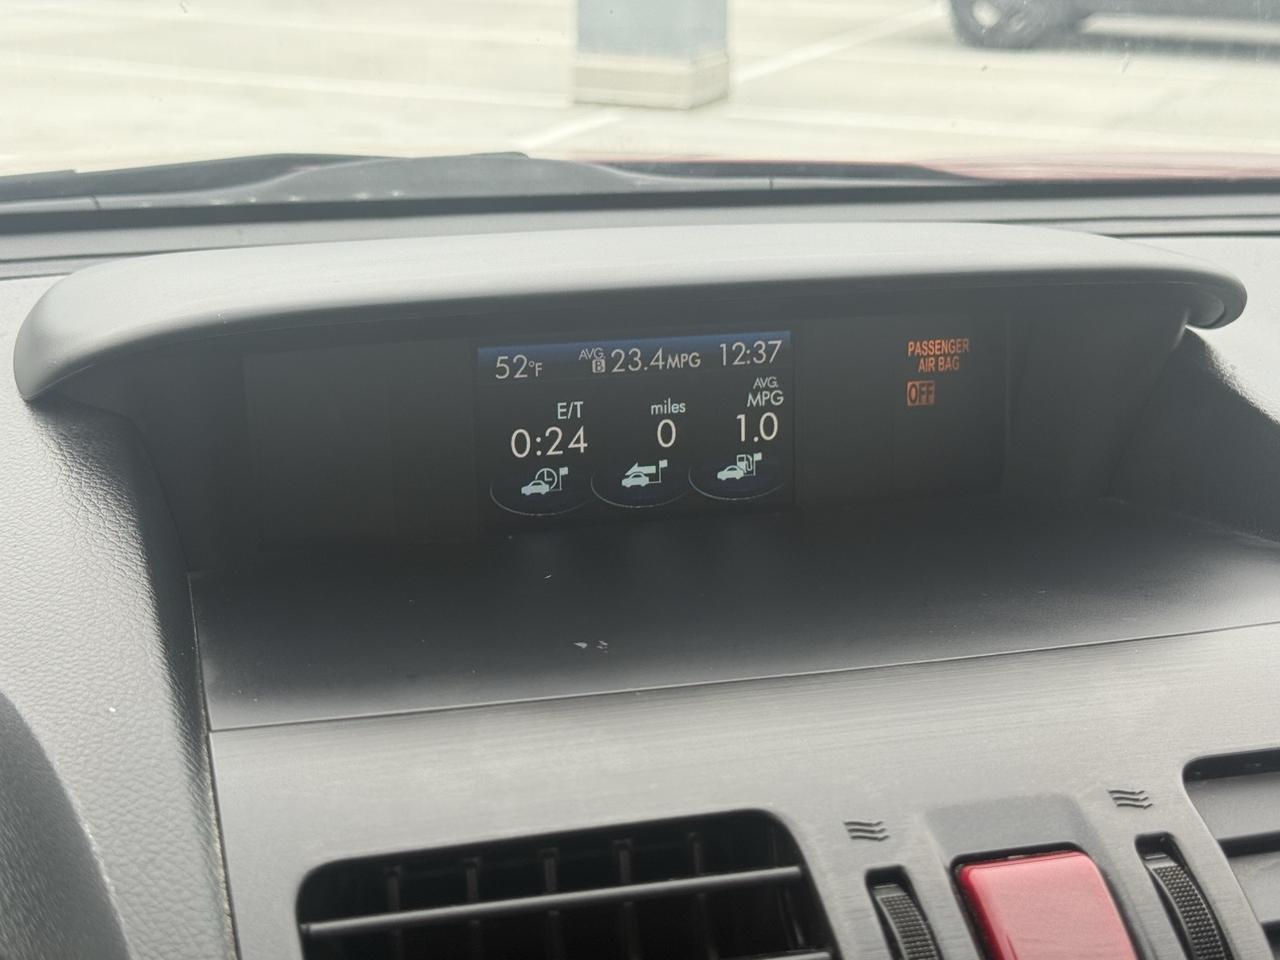 52°F AVG B 23.4MPG 12:37
E/T miles AVG. MPG
0:24 0 1.0
PASSENGER
AIR BAG
OFF